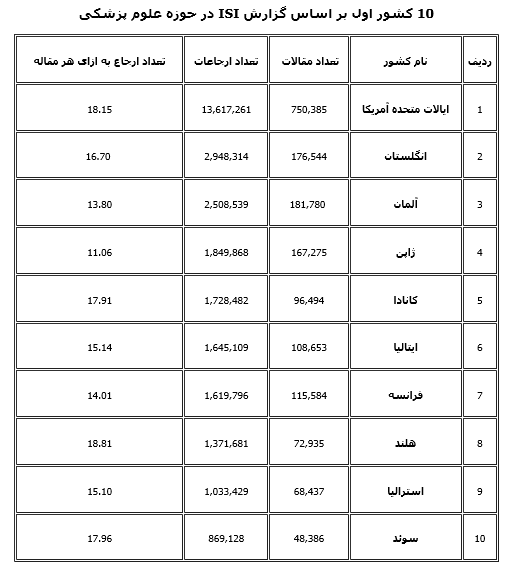 10 کشور اول بر اساس گزارش ISI در حوزه علوم پزشکی
ردیف نام کشور تعداد مقالات تعداد ارجاعات تعداد ارجاع به ازای هر مقاله
1 ایالات متحده آمریکا 750,385 13,617,261 18.15
2 انگلستان 176,544 2,948,314 16.70
3 آلمان 181,780 2,508,539 13.80
4 ژاپن 167,275 1,849,868 11.06
5 کانادا 96,494 1,728,482 17.91
6 ایتالیا 108,653 1,645,109 15.14
7 فرانسه 115,584 1,619,796 14.01
8 هلند 72,935 1,371,681 18.81
9 استرالیا 68,437 1,033,429 15.10
10 سوئد 48,386 869,128 17.96